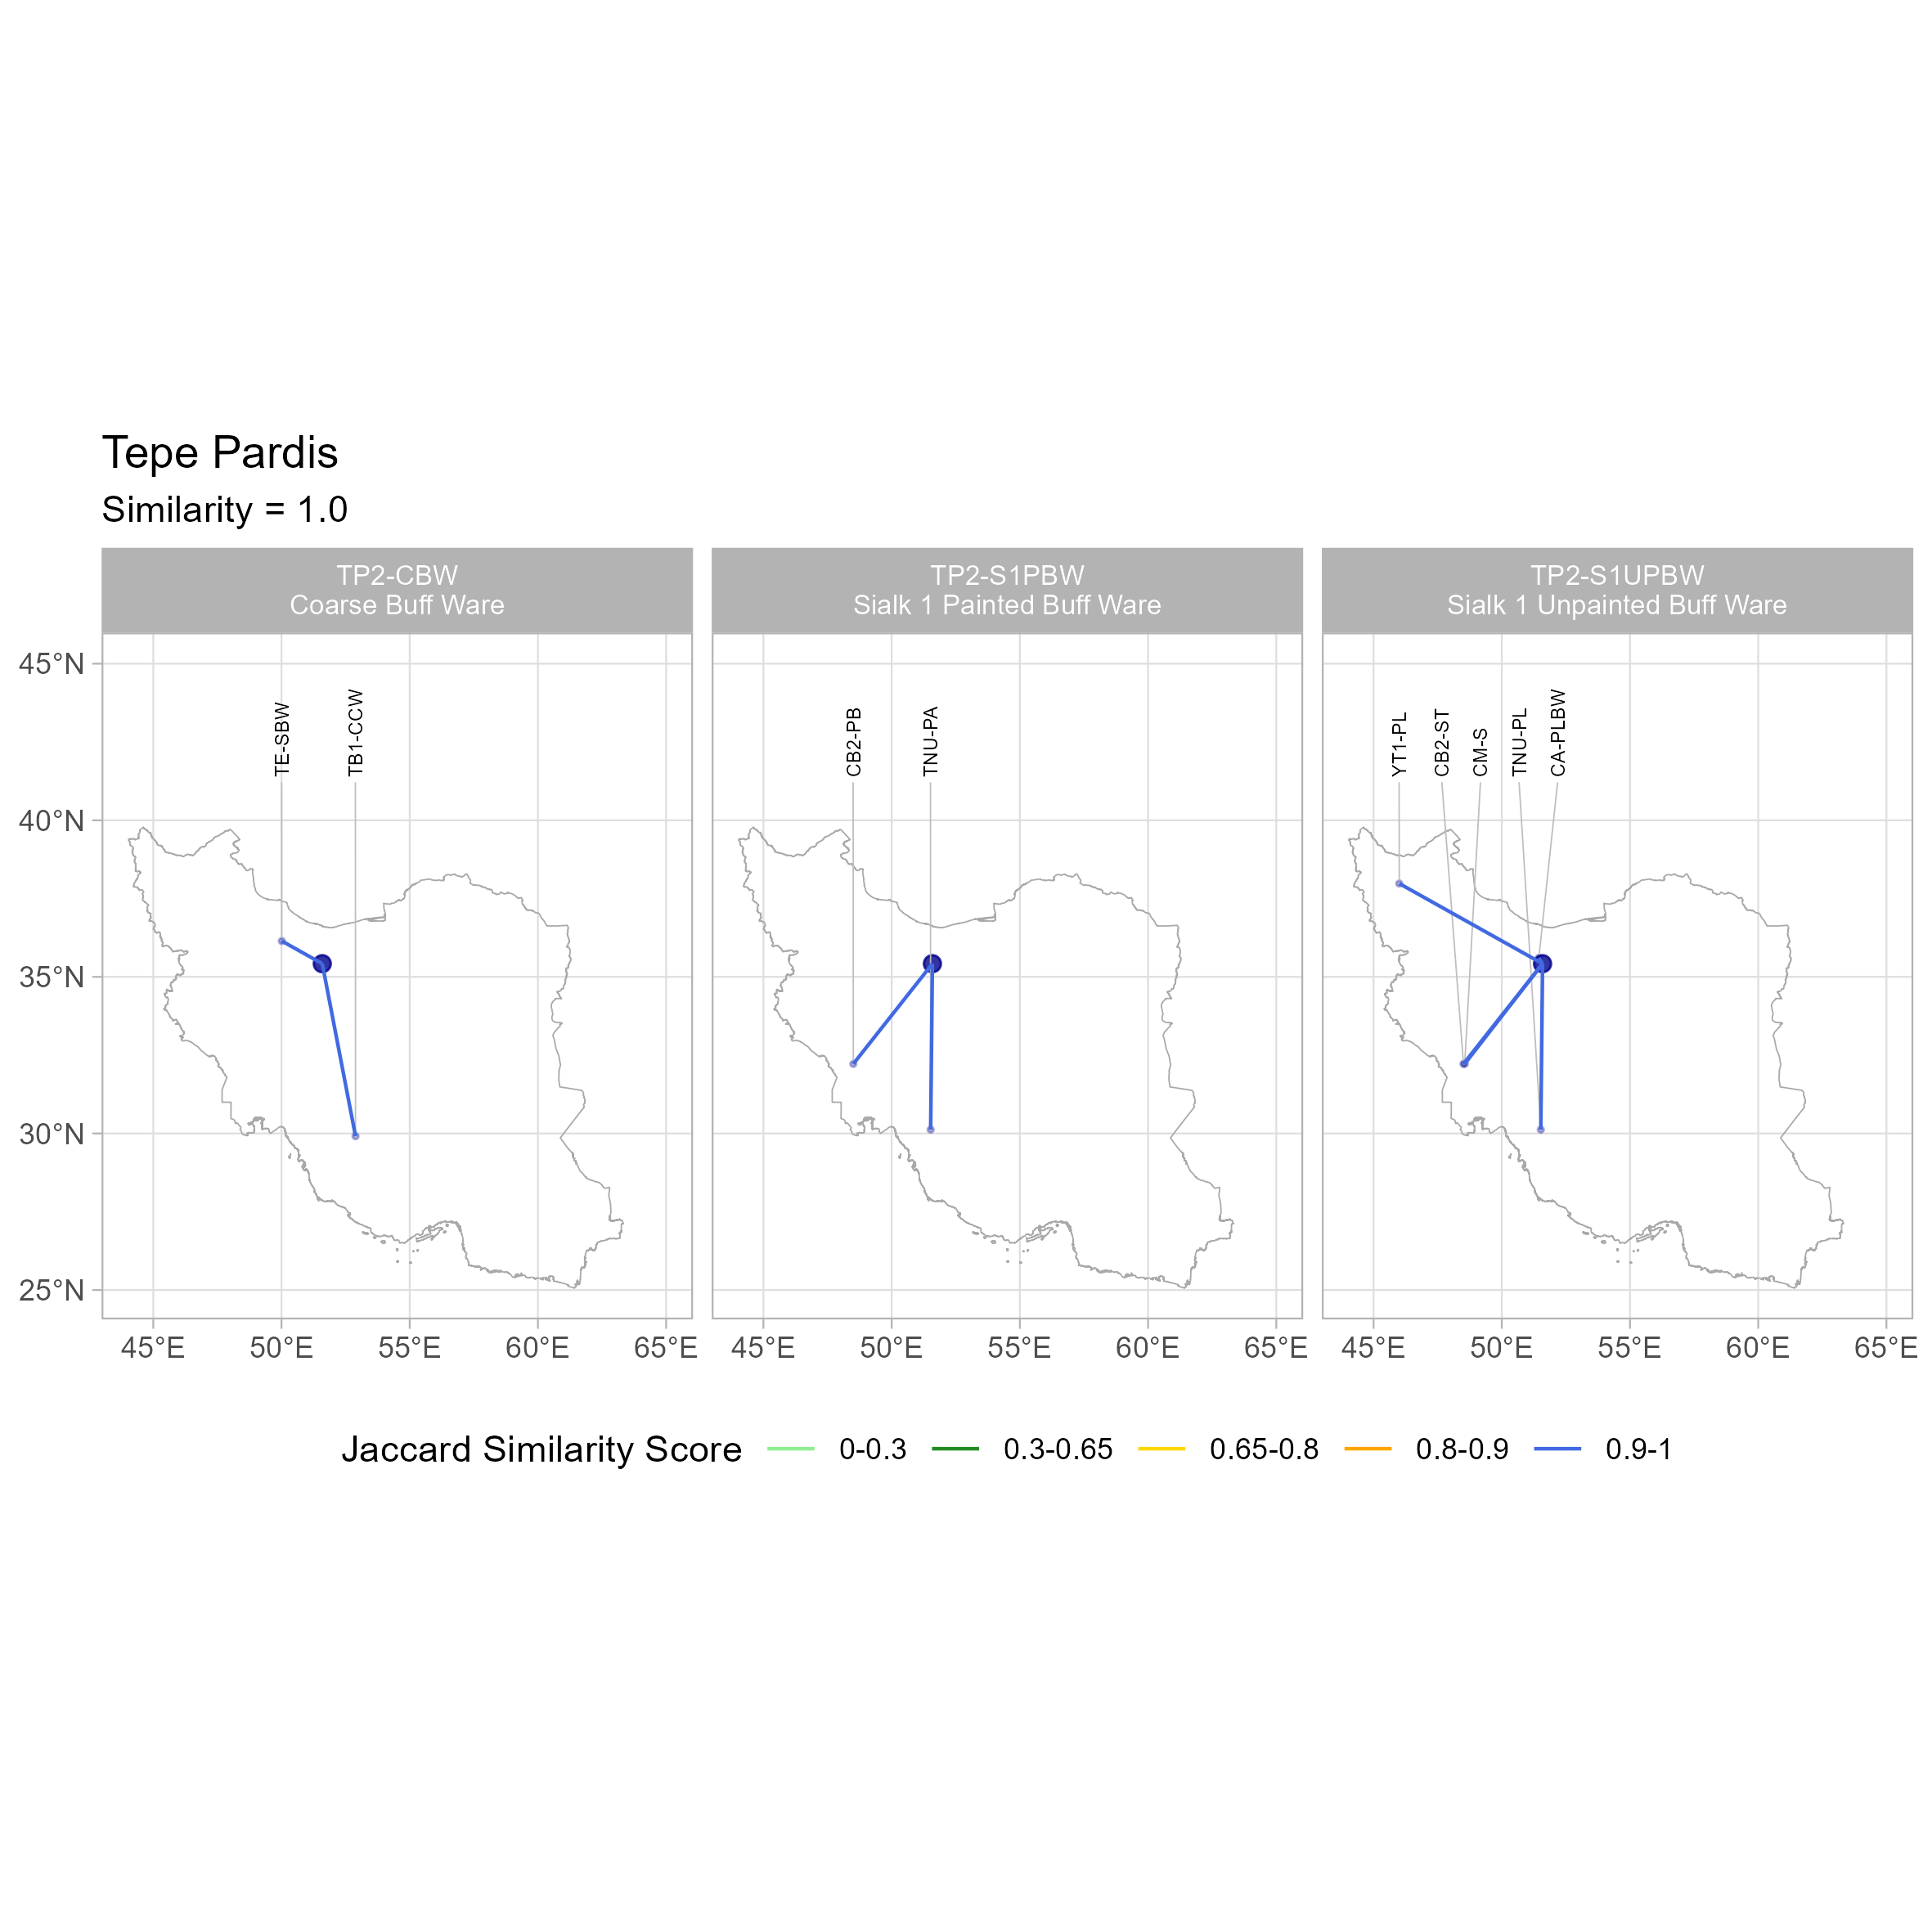 Tepe Pardis
Similarity = 1.0
TP2-CBW
Coarse Buff Ware
TP2-S1PBW
Sialk 1 Painted Buff Ware
TP2-S1UPBW
Sialk 1 Unpainted Buff Ware
45°N
40°N
35°N
30°N
25°N
TE-SBW
TB1-CCW
CB2-PB
TNU-PA
YT1-PL
CB2-ST
CM-S
TNU-PL
CA-PLBW
45°E 50°E 55°E 60°E 65°E
45°E 50°E 55°E 60°E 65°E
45°E 50°E 55°E 60°E 65°E
Jaccard Similarity Score 0-0.3 0.3-0.65 0.65-0.8 0.8-0.9 0.9-1